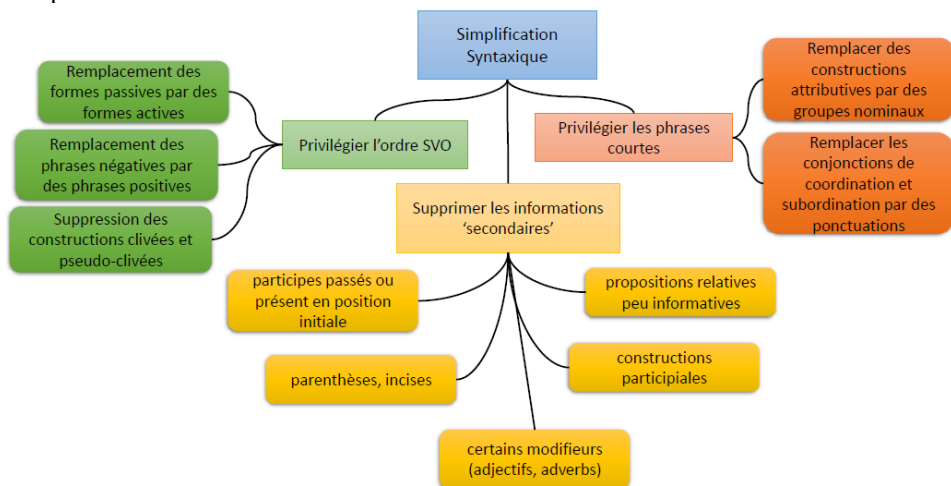 Simplification
Syntaxique
Remplacement des
formes passives par des
formes actives
Remplacement des
phrases négatives par
des phrases positives
Suppression des
constructions clivées et
pseudo-clivées
Privilégier l'ordre SVO
Privilégier les phrases
courtes
Remplacer des
constructions
attributives par des
groupes nominaux
Remplacer les
conjonctions de
coordination et
subordination par des
ponctuations
Supprimer les informations
'secondaires'
participes passés ou
présent en position
initiale
propositions relatives
peu informatives
parenthèses, incises
constructions
participiales
certains modifieurs
(adjectifs, adverbs)